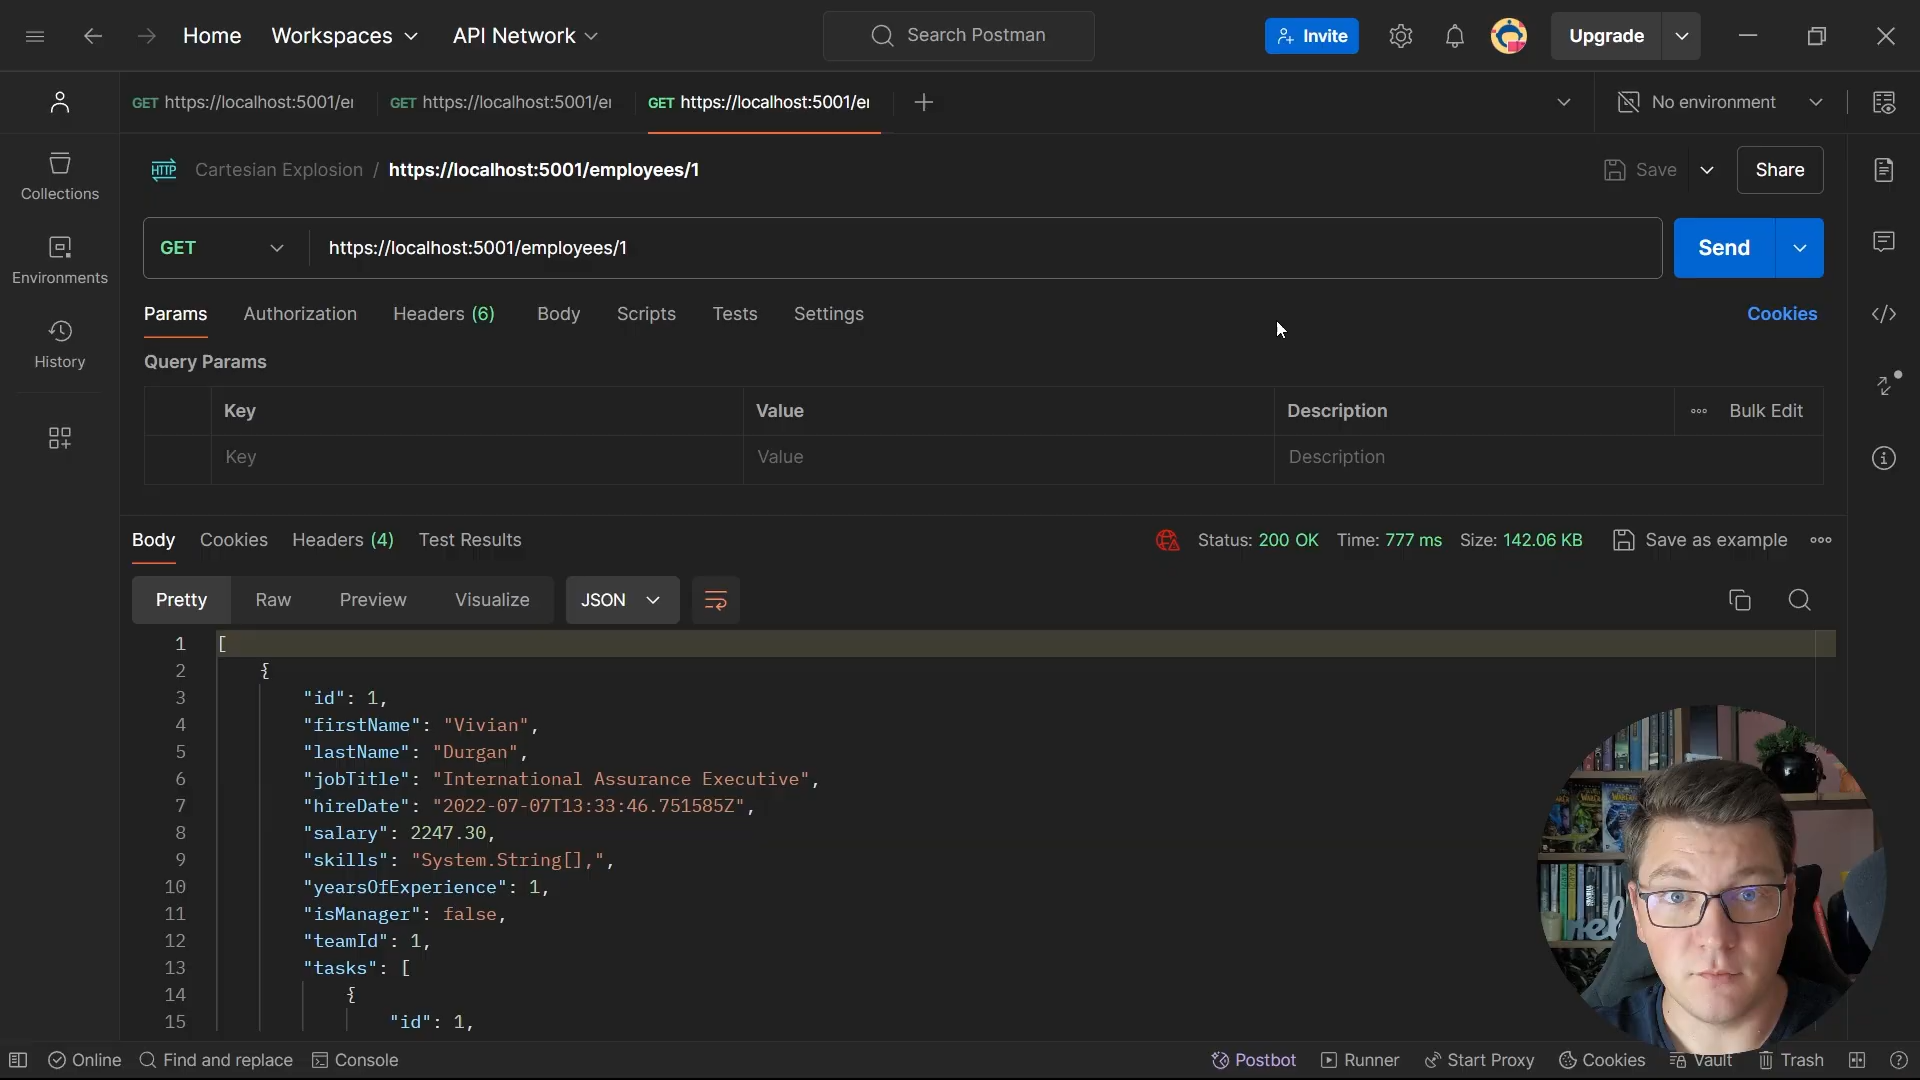 Home Workspaces API Network Search Postman Invite Upgrade
GET https://localhost:5001/er GET https://localhost:5001/er GET https://localhost:5001/er No environment
HTTP Cartesian Explosion / https://localhost:5001/employees/1 Save Share
Collections
GET https://localhost:5001/employees/1 Send
Environments
Params Authorization Headers (6) Body Scripts Tests Settings Cookies
History
Query Params
Key Value Description Bulk Edit
Key Value Description
Body Cookies Headers (4) Test Results Status: 200 OK Time: 777 ms Size: 142.06 KB Save as example
Pretty Raw Preview Visualize JSON
1 [
2 {
3 "id": 1,
4 "firstName": "Vivian",
5 "lastName": "Durgan",
6 "jobTitle": "International Assurance Executive",
7 "hireDate": "2022-07-07T13:33:46.751585Z",
8 "salary": 2247.30,
9 "skills": "System.String[],",
10 "yearsOfExperience": 1,
11 "isManager": false,
12 "teamId": 1,
13 "tasks": [
14 {
15 "id": 1,
Online Find and replace Console Postbot Runner Start Proxy Cookies Vault Trash